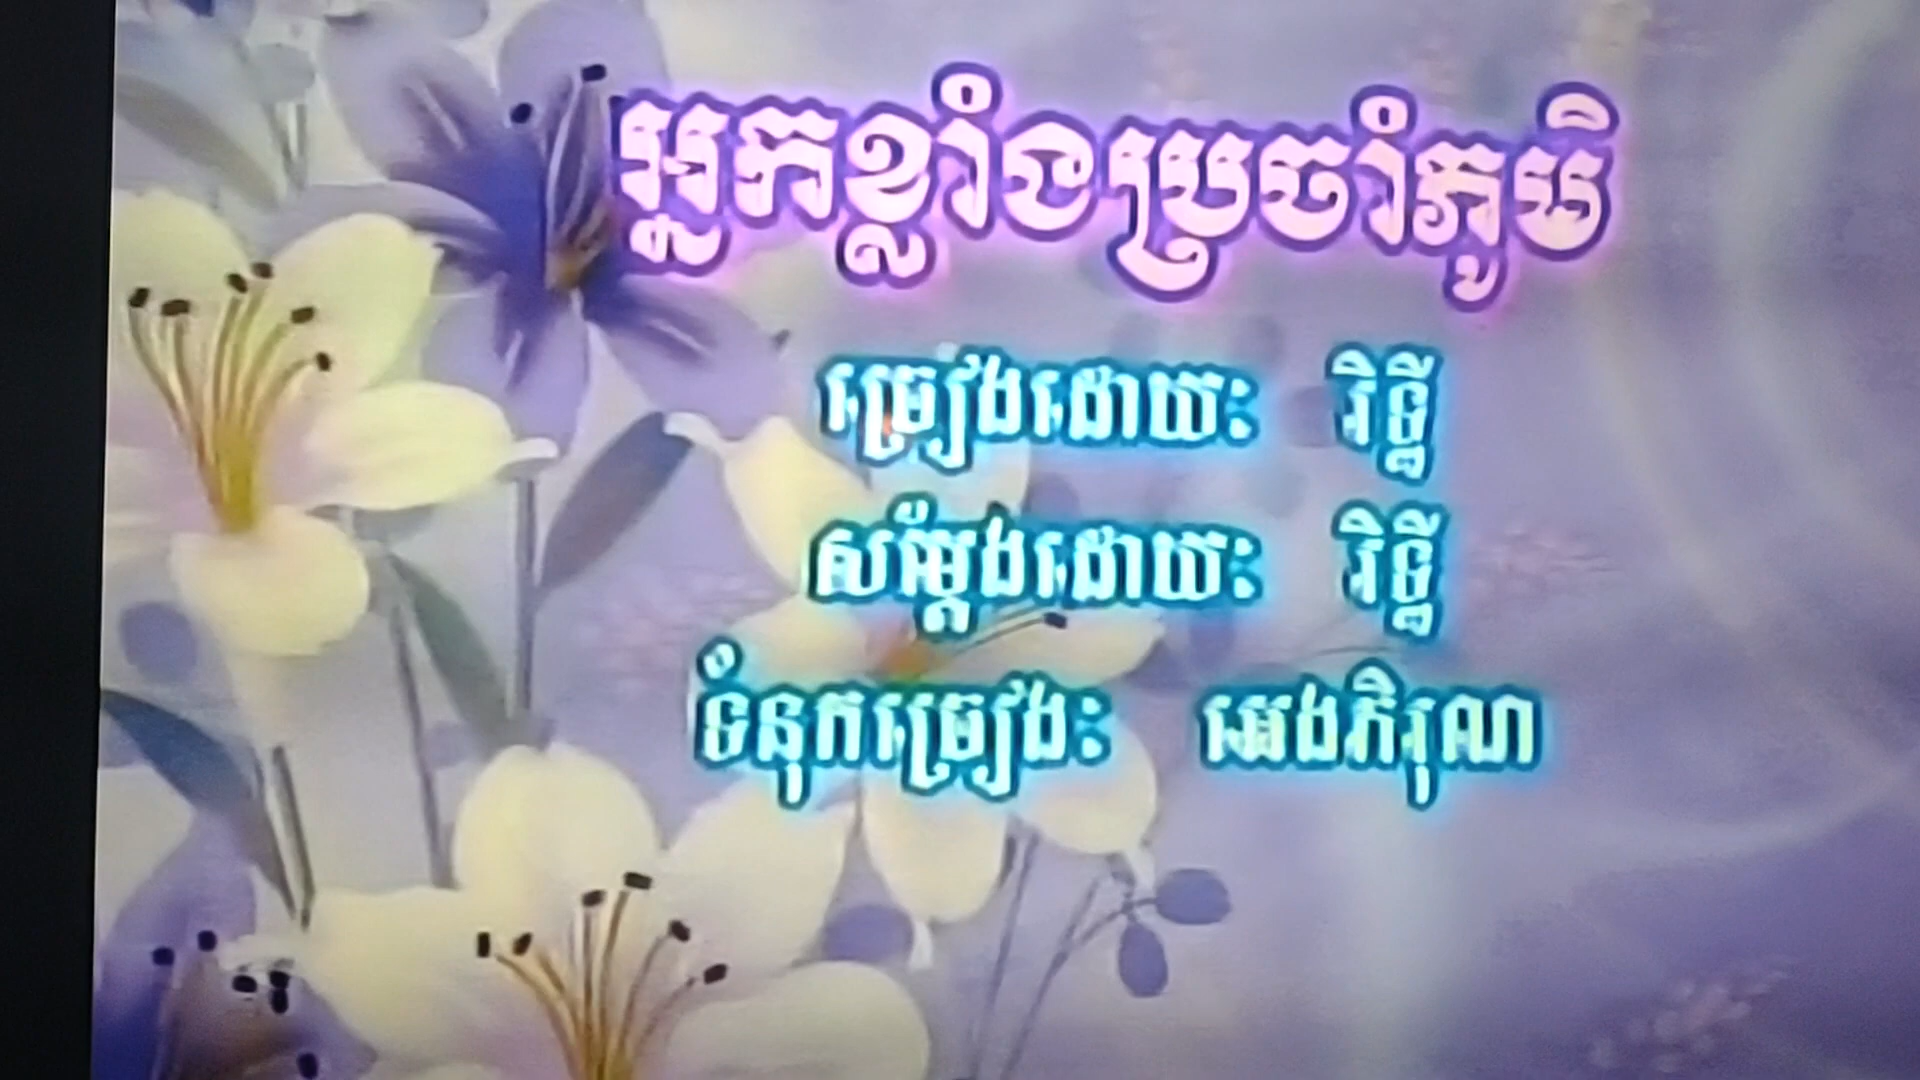 អ្នកខ្លាំងប្រចាំភូមិ
ច្រៀងដោយៈ រិទ្ធី
សម្ដែងដោយៈ រិទ្ធី
ទំនុកច្រៀងៈ អេងភិរុណ